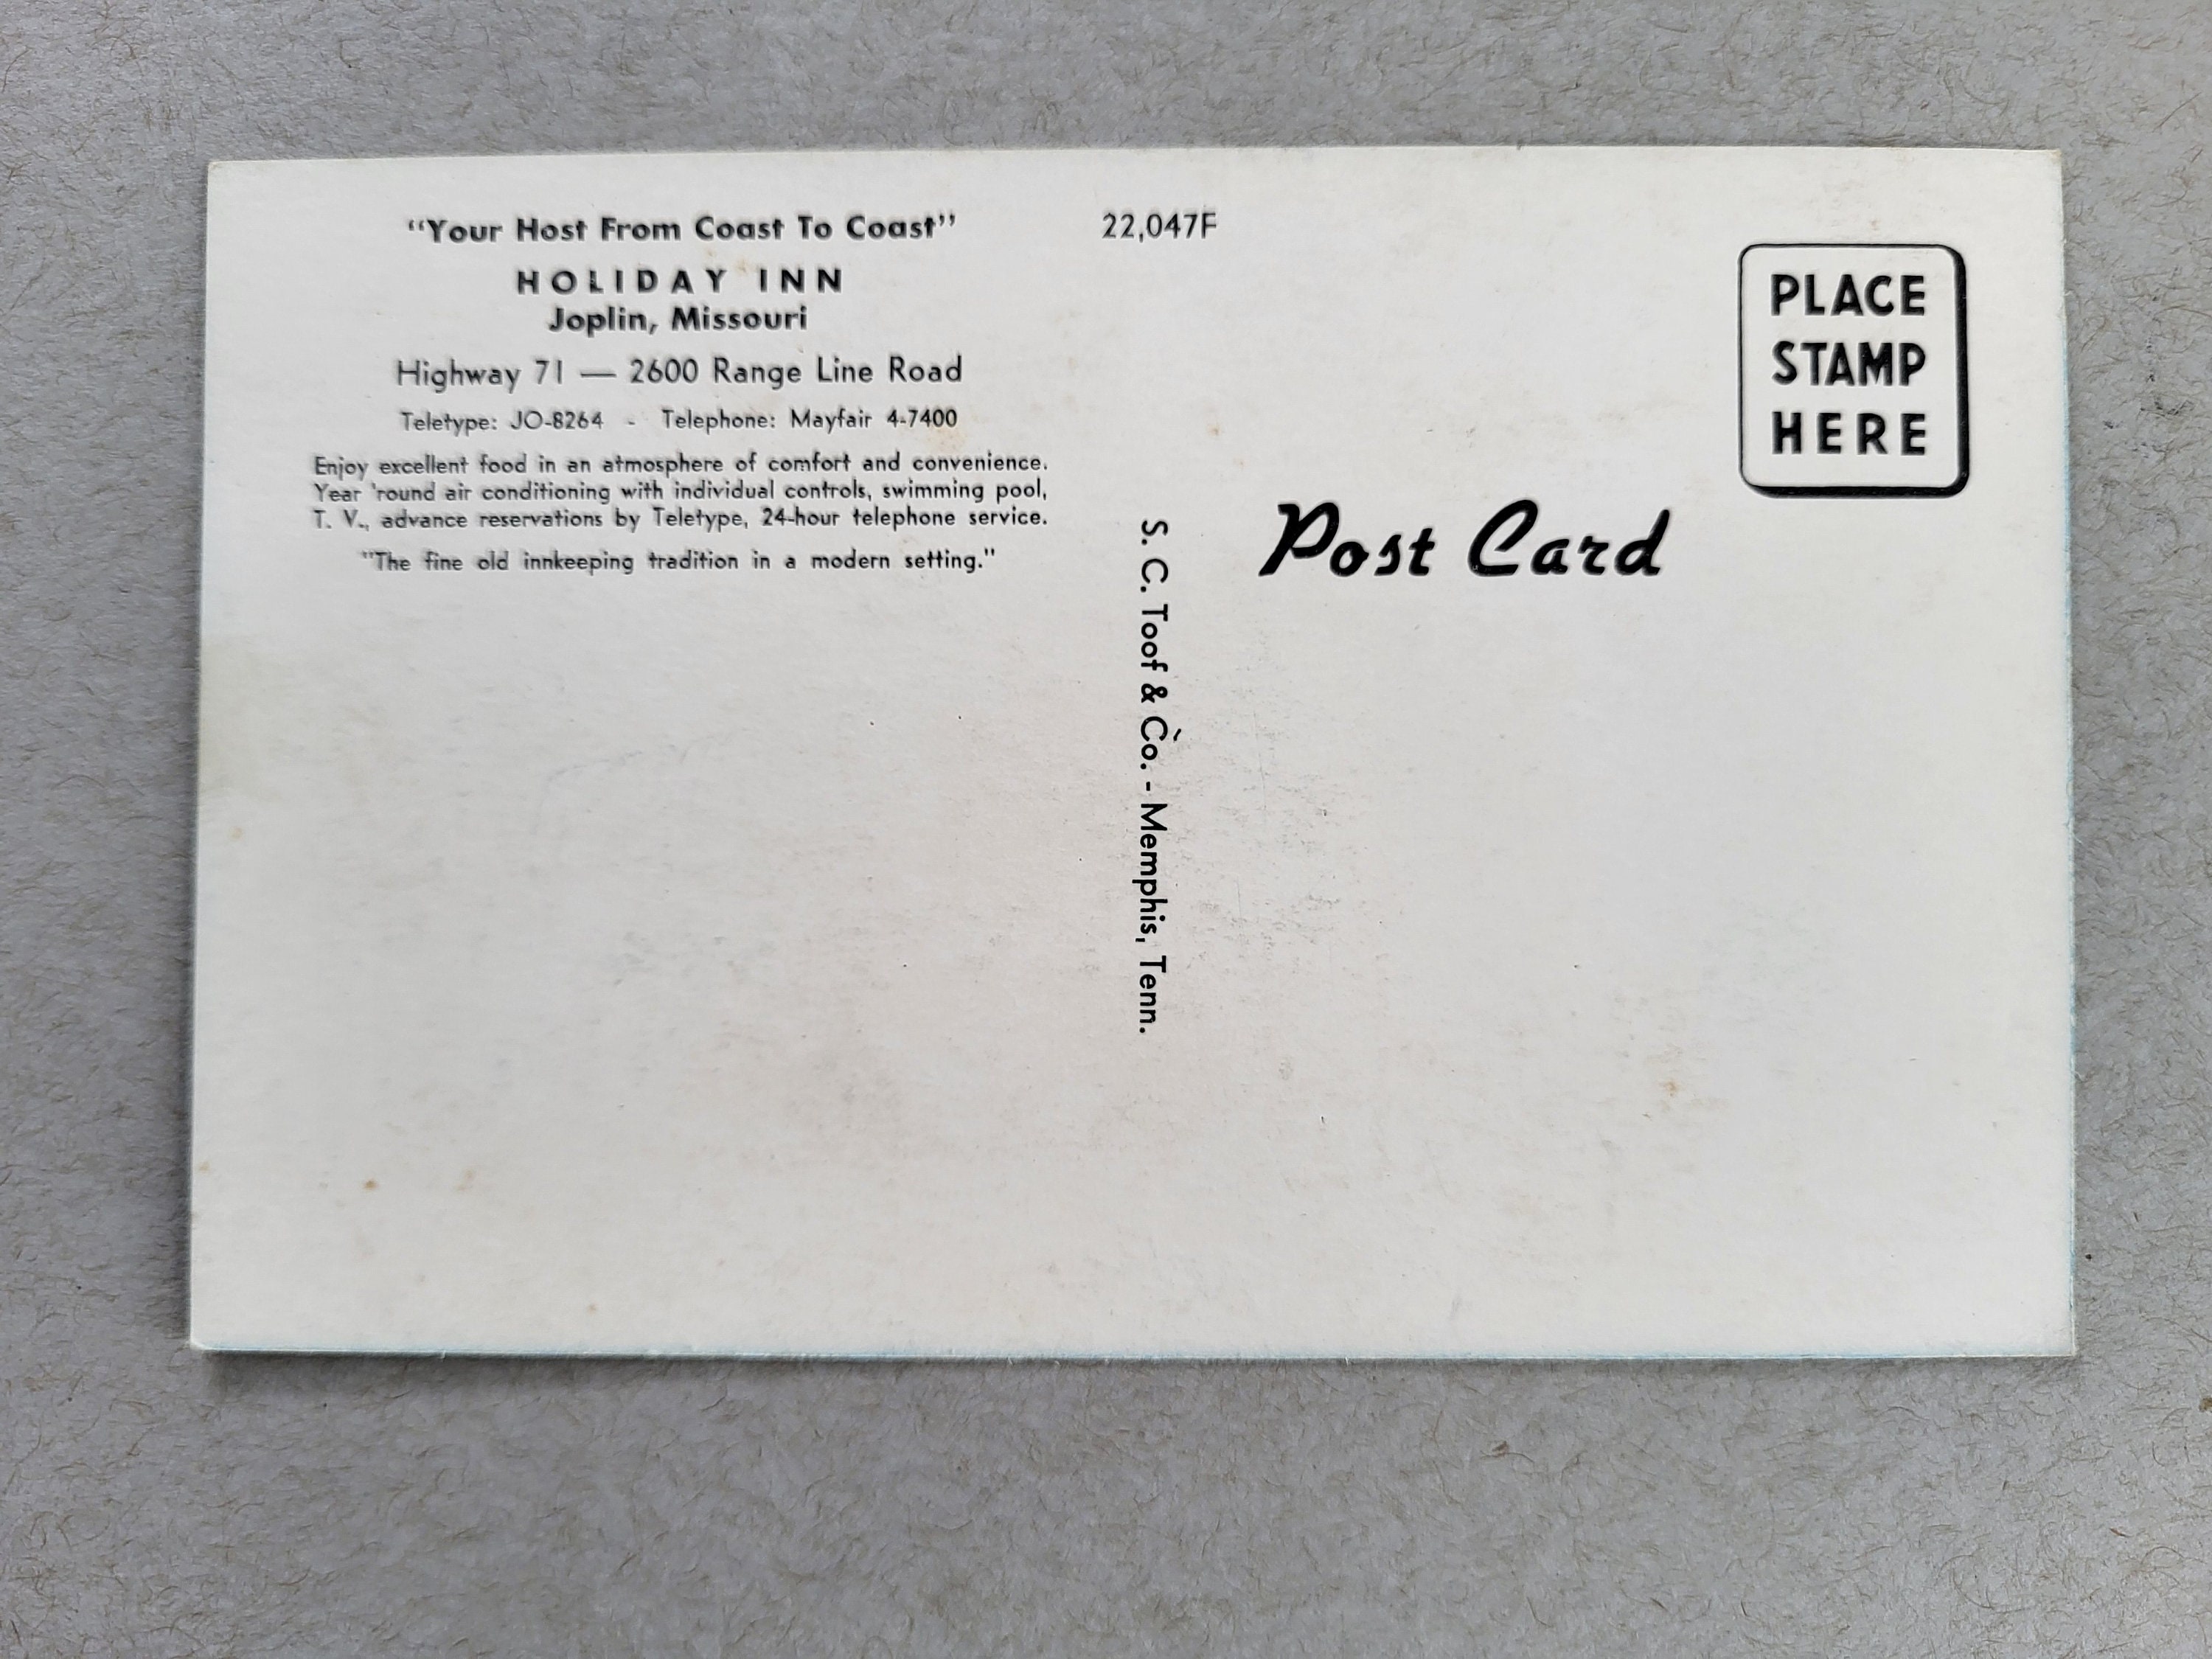 "Your Host From Coast To Coast"
HOLIDAY INN
Joplin, Missouri
Highway 71 — 2600 Range Line Road
Teletype: JO-8264 - Telephone: Mayfair 4-7400
Enjoy excellent food in an atmosphere of comfort and convenience.
Year 'round air conditioning with individual controls, swimming pool,
T. V., advance reservations by Teletype, 24-hour telephone service.
"The fine old innkeeping tradition in a modern setting."
22,047F
S. C. Toof & Co. - Memphis, Tenn.
PLACE
STAMP
HERE
Post Card